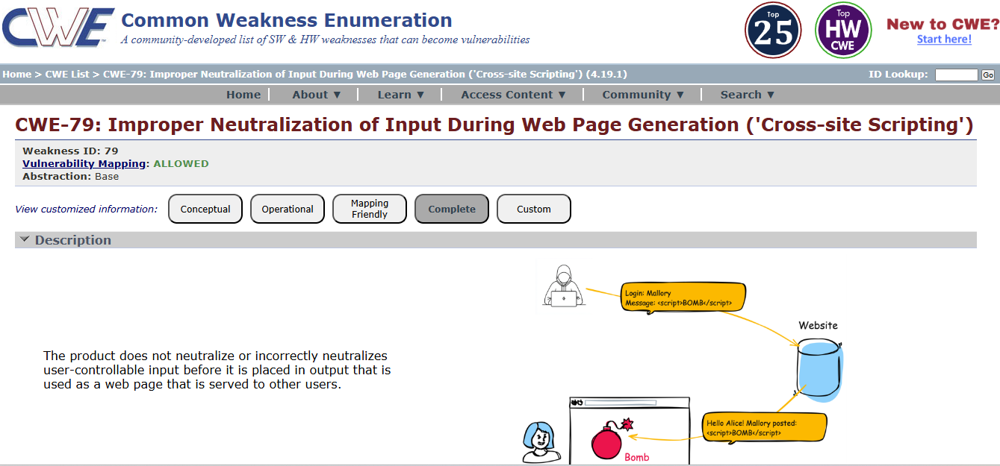 CWE
Common Weakness Enumeration
A community-developed list of SW & HW weaknesses that can become vulnerabilities
Top
25
Top
HW
CWE
New to CWE?
Start here!
Home > CWE List > CWE-79: Improper Neutralization of Input During Web Page Generation ('Cross-site Scripting') (4.19.1)
ID Lookup:
Go
Home
About ▼
Learn ▼
Access Content ▼
Community ▼
Search ▼
CWE-79: Improper Neutralization of Input During Web Page Generation ('Cross-site Scripting')
Weakness ID: 79
Vulnerability Mapping: ALLOWED
Abstraction: Base
View customized information:
Conceptual
Operational
Mapping
Friendly
Complete
Custom
Description
The product does not neutralize or incorrectly neutralizes
user-controllable input before it is placed in output that is
used as a web page that is served to other users.
Login: Mallory
Message: <script>BOMB</script>
Website
Hello Alice! Mallory posted:
<script>BOMB</script>
Bomb